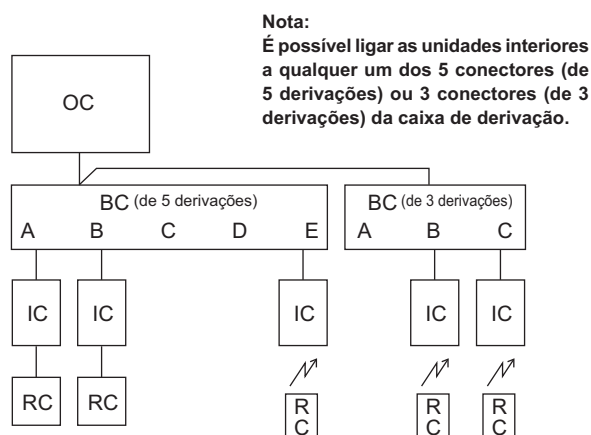 Nota:
É possível ligar as unidades interiores
a qualquer um dos 5 conectores (de
5 derivações) ou 3 conectores (de 3
derivações) da caixa de derivação.
OC
BC (de 5 derivações)
A B C D E
BC (de 3 derivações)
A B C
IC IC IC IC IC
RC RC
R R R
C C C